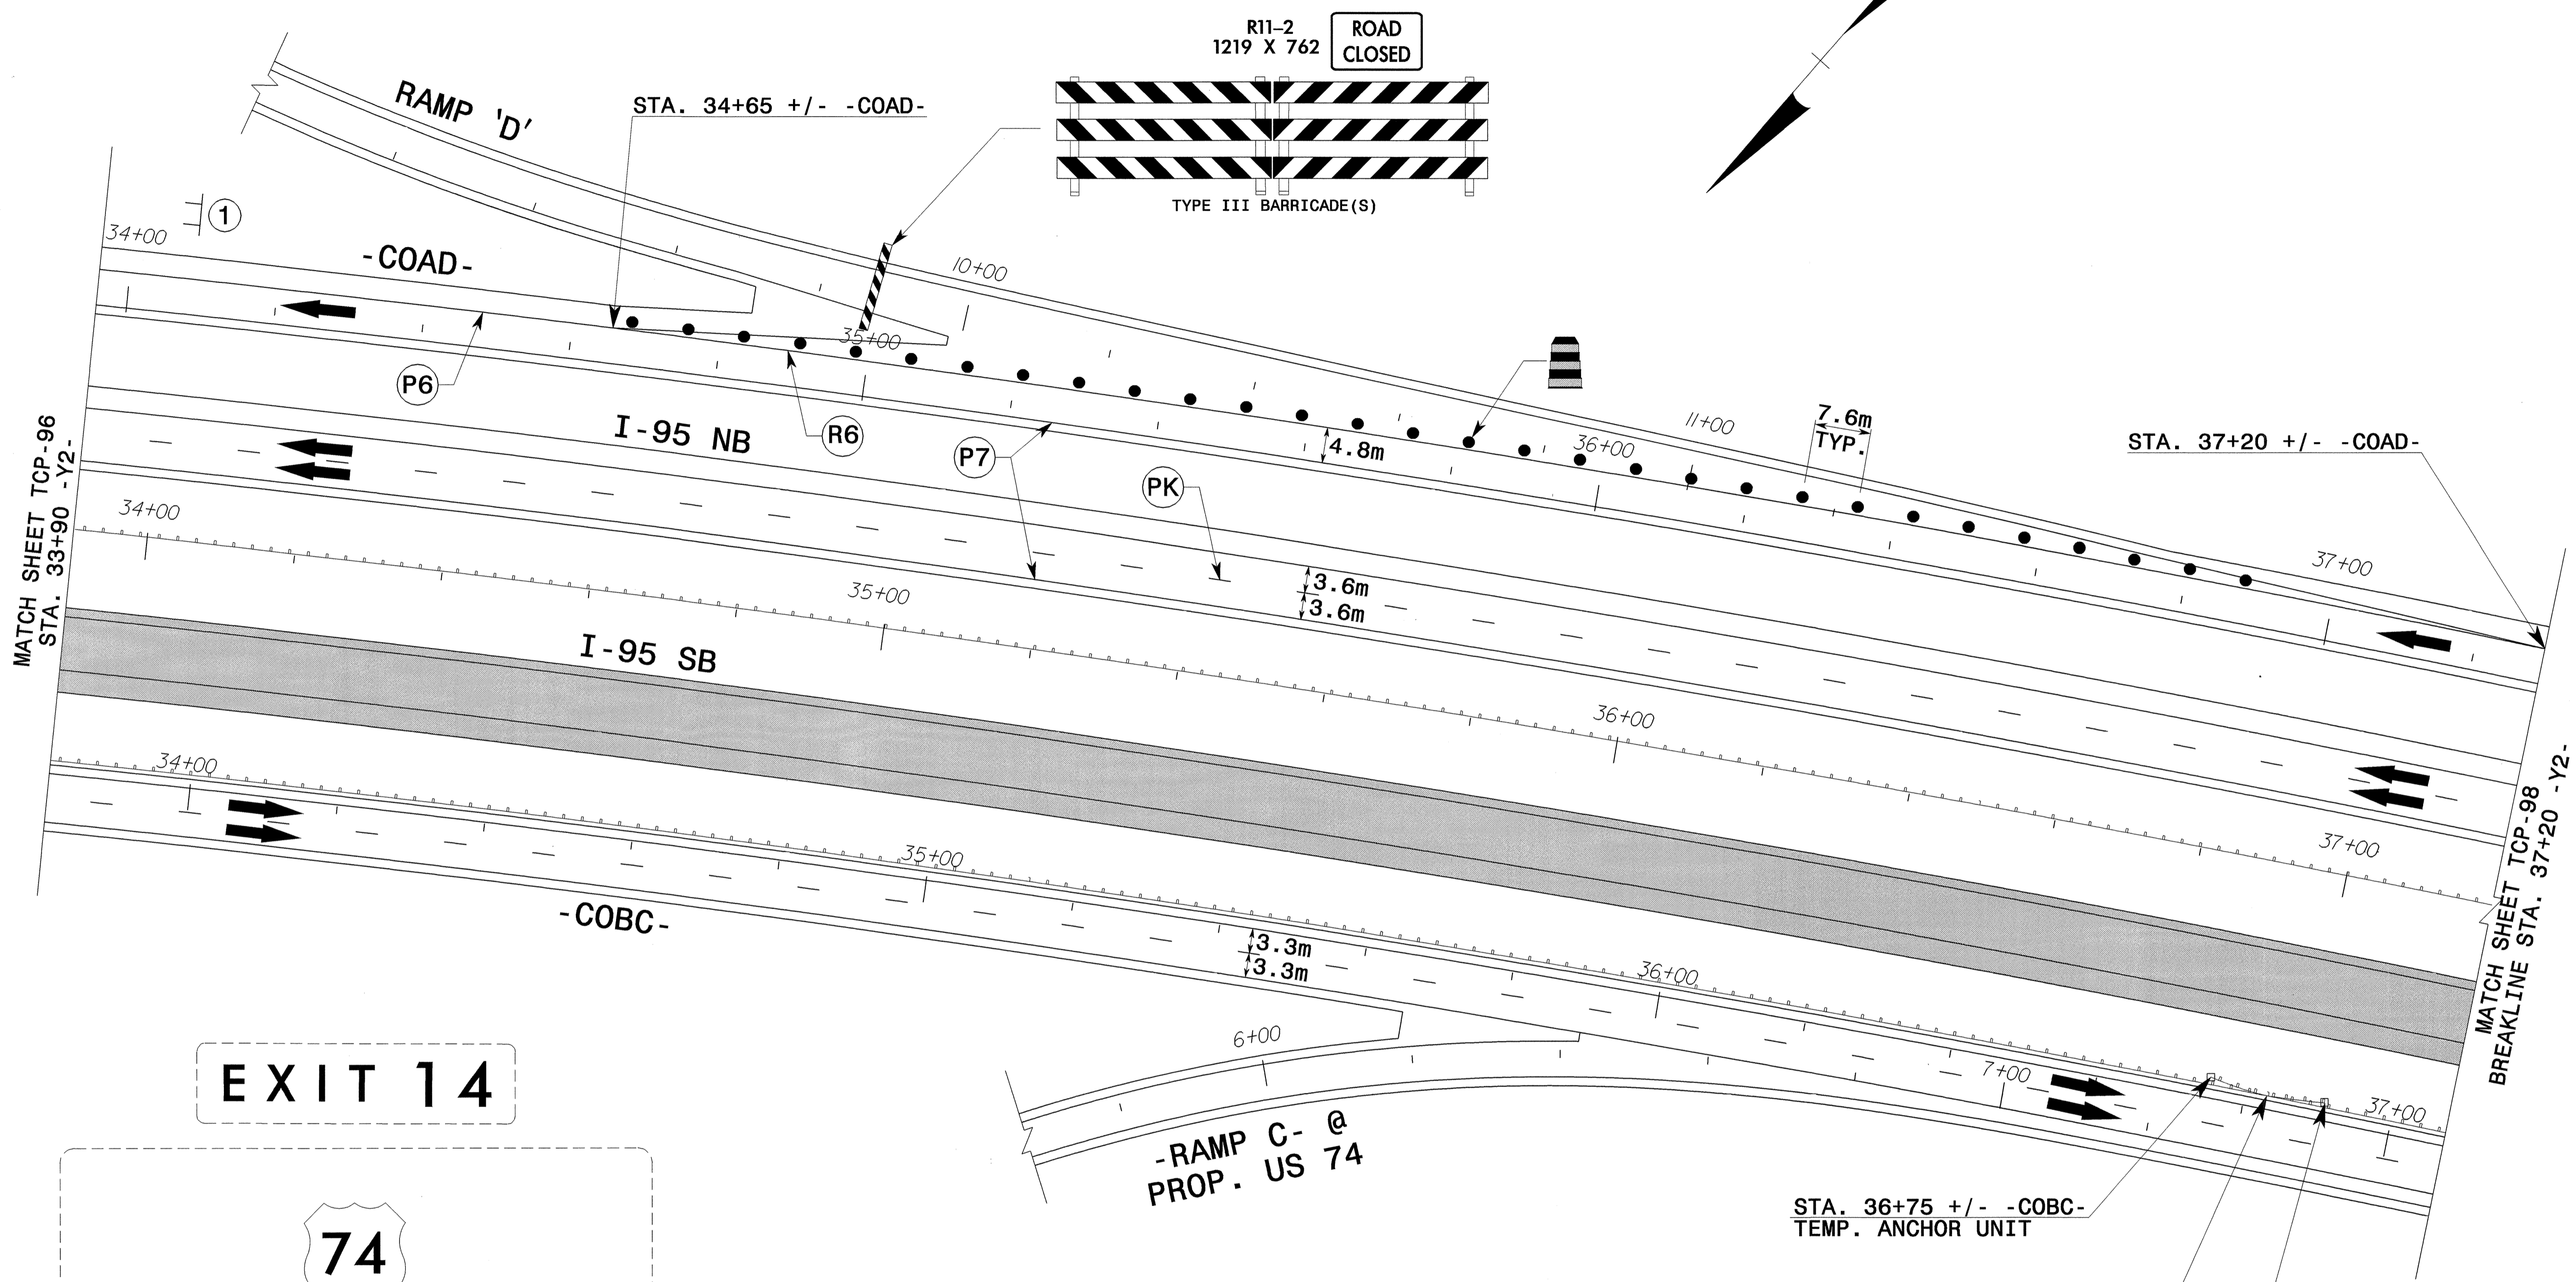 R11-2
1219 X 762
ROAD
CLOSED
TYPE III BARRICADE(S)
RAMP 'D'
STA. 34+65 +/- -COAD-
1
34+00
-COAD-
10+00
35+00
P6
R6
I-95 NB
P7
4.8m
PK
36+00
11+00
7.6m
TYP.
STA. 37+20 +/- -COAD-
37+00
MATCH SHEET TCP-96
STA. 33+90 -Y2-
34+00
35+00
3.6m
3.6m
I-95 SB
36+00
37+00
MATCH SHEET TCP-98
BREAKLINE STA. 37+20 -Y2-
34+00
35+00
-COBC-
3.3m
3.3m
36+00
37+00
6+00
7+00
-RAMP C- @
PROP. US 74
STA. 36+75 +/- -COBC-
TEMP. ANCHOR UNIT
EXIT 14
74